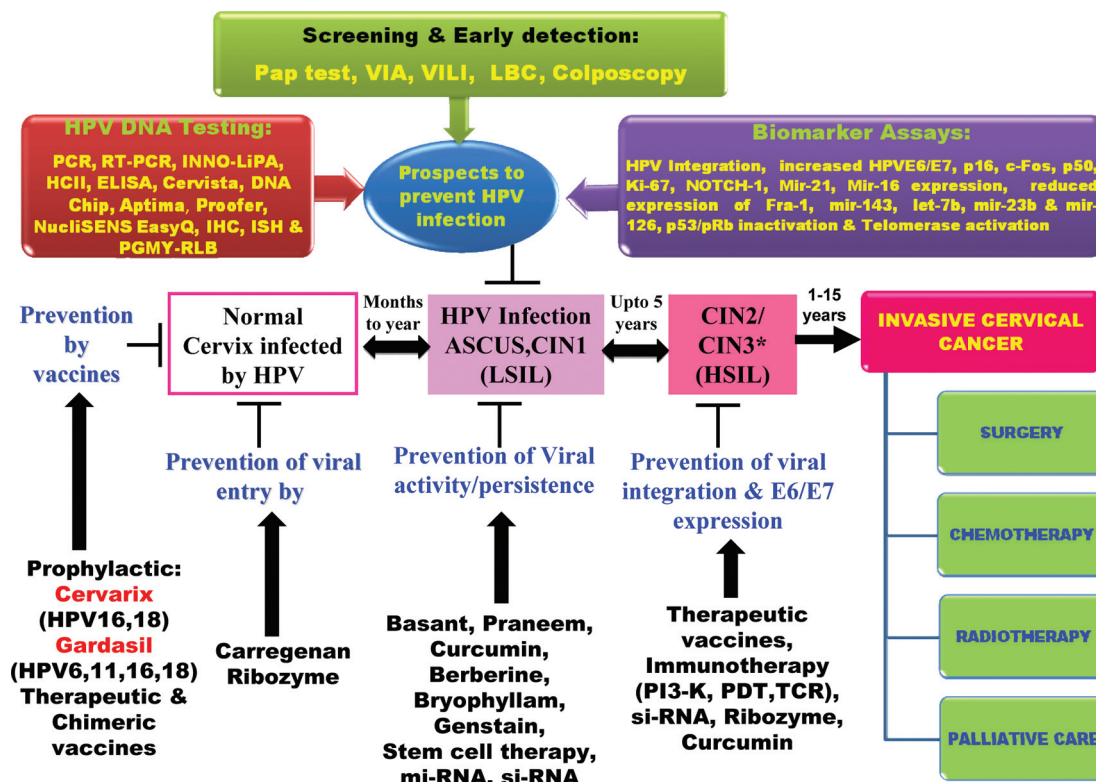 Screening & Early detection:
Pap test, VIA, VILI, LBC, Colposcopy
HPV DNA Testing:
PCR, RT-PCR, INNO-LiPA,
HCII, ELISA, Cervista, DNA
Chip, Aptima, Proofer,
NucliSENS EasyQ, IHC, ISH &
PGMY-RLB
Prospects to
prevent HPV
infection
Biomarker Assays:
HPV Integration, increased HPVE6/E7, p16, c-Fos, p50,
Ki-67, NOTCH-1, Mir-21, Mir-16 expression, reduced
expression of Fra-1, mir-143, let-7b, mir-23b & mir-
126, p53/pRb inactivation & Telomerase activation
Prevention
by
vaccines
Normal
Cervix infected
by HPV
Months
to year
HPV Infection
ASCUS,CIN1
(LSIL)
Upto 5
years
CIN2/
CIN3*
(HSIL)
1-15
years
INVASIVE CERVICAL
CANCER
Prevention of viral
entry by
Prevention of Viral
activity/persistence
Prevention of viral
integration & E6/E7
expression
Prophylactic:
Cervarix
(HPV16,18)
Gardasil
(HPV6,11,16,18)
Therapeutic &
Chimeric
vaccines
Carregenan
Ribozyme
Basant, Praneem,
Curcumin,
Berberine,
Bryophyllam,
Genstain,
Stem cell therapy,
mi-RNA, si-RNA
Therapeutic
vaccines,
Immunotherapy
(PI3-K, PDT,TCR),
si-RNA, Ribozyme,
Curcumin
SURGERY
CHEMOTHERAPY
RADIOTHERAPY
PALLIATIVE CARE